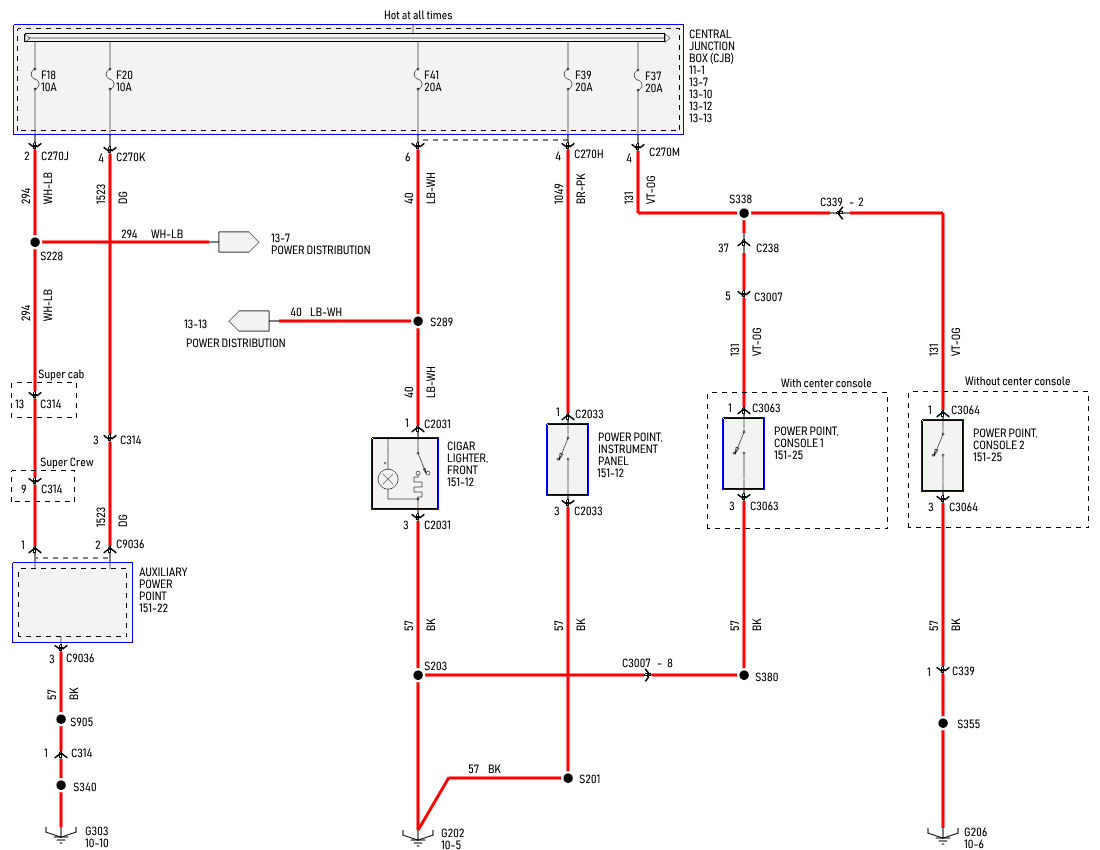 Hot at all times
CENTRAL
JUNCTION
BOX (CJB)
11-1
13-7
13-10
13-12
13-13
F18
10A
F20
10A
F41
20A
F39
20A
F37
20A
2 C270J
4 C270K
6
4 C270H
4 C270M
294 WH-LB
1523 DG
40 LB-WH
1049 BR-PK
131 VT-OG
S338
C339 - 2
S228
294 WH-LB
13-7
POWER DISTRIBUTION
37 C238
5 C3007
294 WH-LB
40 LB-WH
13-13
POWER DISTRIBUTION
S289
131 VT-OG
131 VT-OG
Super cab
13 C314
40 LB-WH
With center console
Without center console
1 C2031
1 C2033
1 C3063
1 C3064
3 C314
CIGAR
LIGHTER,
FRONT
151-12
POWER POINT,
INSTRUMENT
PANEL
151-12
POWER POINT,
CONSOLE 1
151-25
POWER POINT,
CONSOLE 2
151-25
Super Crew
9 C314
3 C2031
3 C2033
3 C3063
3 C3064
1523 DG
1
2 C9036
AUXILIARY
POWER
POINT
151-22
57 BK
57 BK
57 BK
3 C9036
S203
C3007 - 8
S380
1 C339
57 BK
S905
S355
1 C314
57 BK
S201
S340
G303
10-10
G202
10-5
G206
10-6